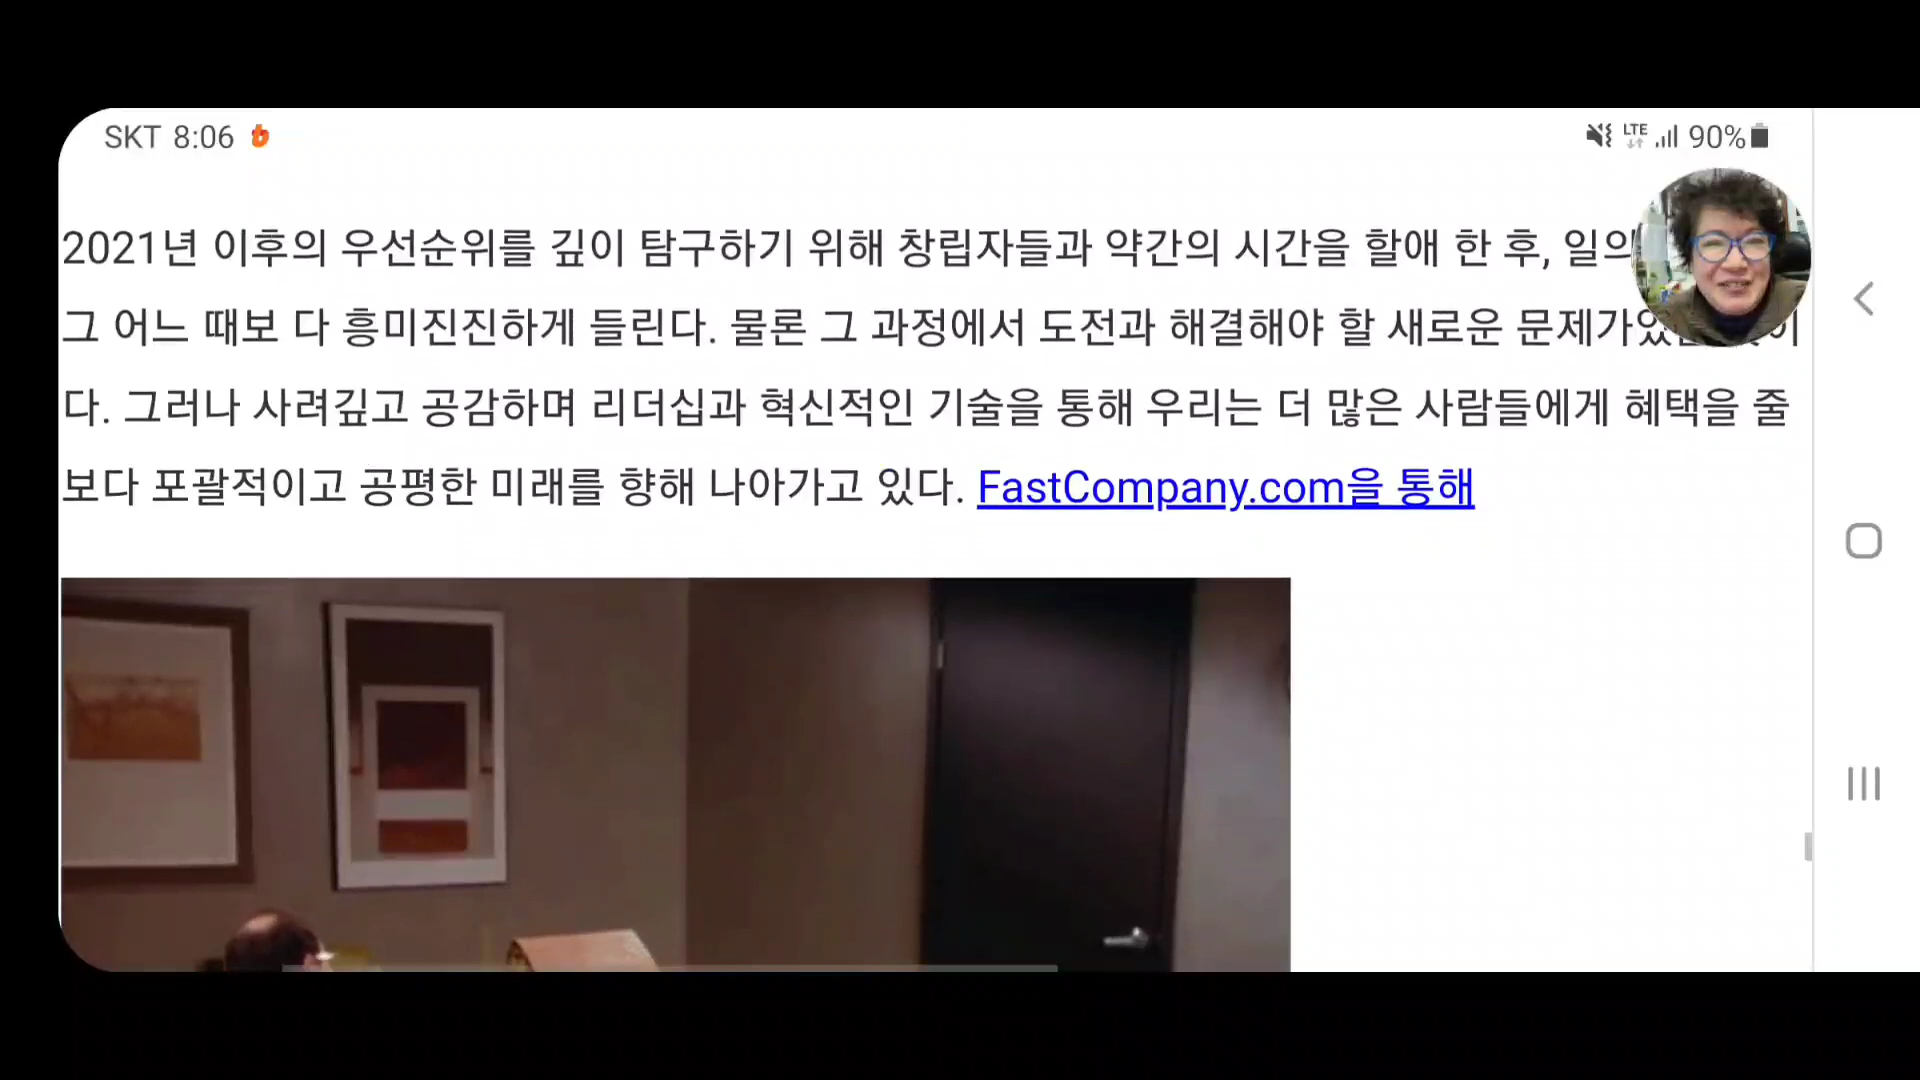 SKT 8:06
LTE 90%
2021년 이후의 우선순위를 깊이 탐구하기 위해 창립자들과 약간의 시간을 할애 한 후, 일의
그 어느 때보 다 흥미진진하게 들린다. 물론 그 과정에서 도전과 해결해야 할 새로운 문제가
다. 그러나 사려깊고 공감하며 리더십과 혁신적인 기술을 통해 우리는 더 많은 사람들에게 혜택을 줄
보다 포괄적이고 공평한 미래를 향해 나아가고 있다. FastCompany.com을 통해